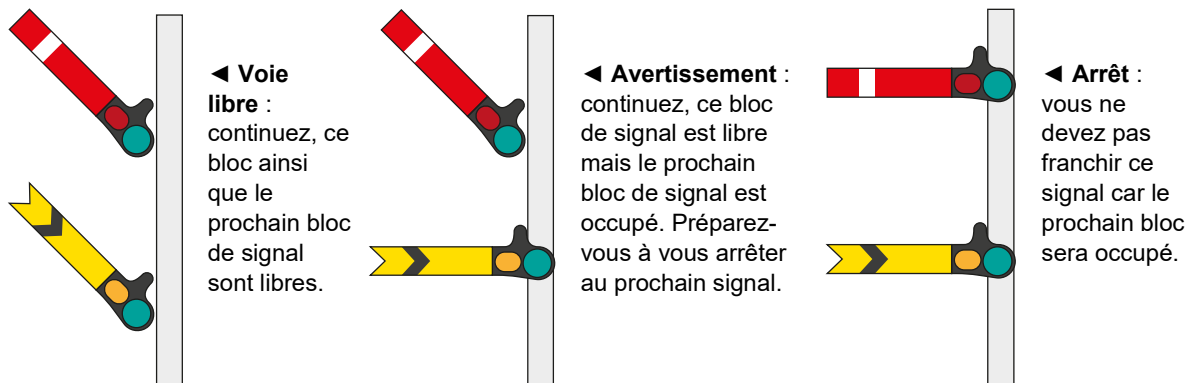 ◄ Voie
libre :
continuez, ce
bloc ainsi
que le
prochain bloc
de signal
sont libres.
◄ Avertissement :
continuez, ce bloc
de signal est libre
mais le prochain
bloc de signal est
occupé. Préparez-
vous à vous arrêter
au prochain signal.
◄ Arrêt :
vous ne
devez pas
franchir ce
signal car le
prochain bloc
sera occupé.